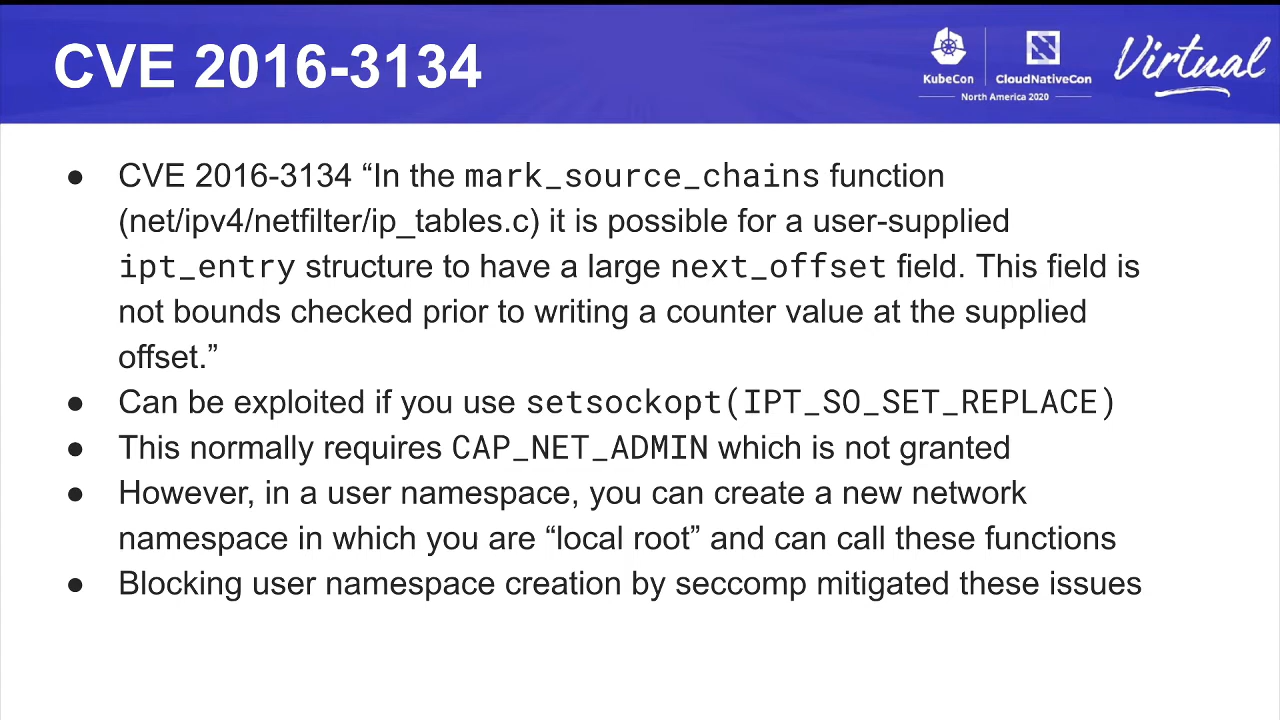 CVE 2016-3134
KubeCon
CloudNativeCon
North America 2020
Virtual
● CVE 2016-3134 “In the mark_source_chains function
(net/ipv4/netfilter/ip_tables.c) it is possible for a user-supplied
ipt_entry structure to have a large next_offset field. This field is
not bounds checked prior to writing a counter value at the supplied
offset.”
● Can be exploited if you use setsockopt(IPT_SO_SET_REPLACE)
● This normally requires CAP_NET_ADMIN which is not granted
● However, in a user namespace, you can create a new network
namespace in which you are “local root” and can call these functions
● Blocking user namespace creation by seccomp mitigated these issues